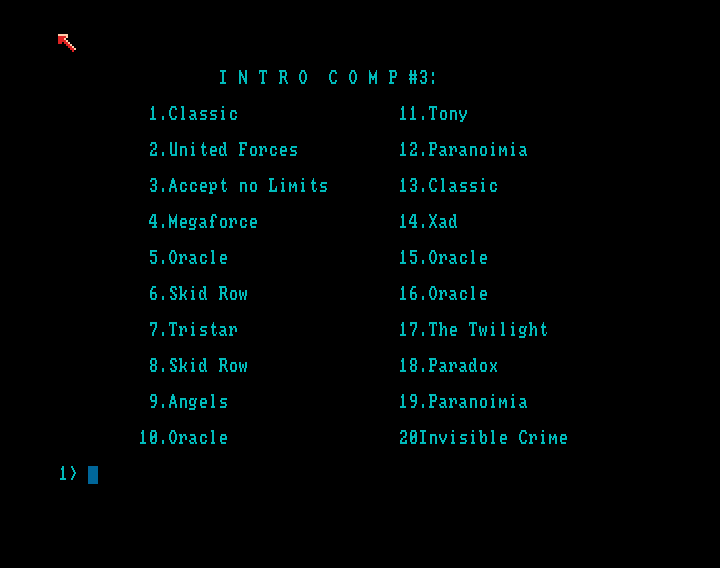 I N T R O  C O M P #3:
1.Classic 11.Tony
2.United Forces 12.Paranoimia
3.Accept no Limits 13.Classic
4.Megaforce 14.Xad
5.Oracle 15.Oracle
6.Skid Row 16.Oracle
7.Tristar 17.The Twilight
8.Skid Row 18.Paradox
9.Angels 19.Paranoimia
10.Oracle 20Invisible Crime
1>